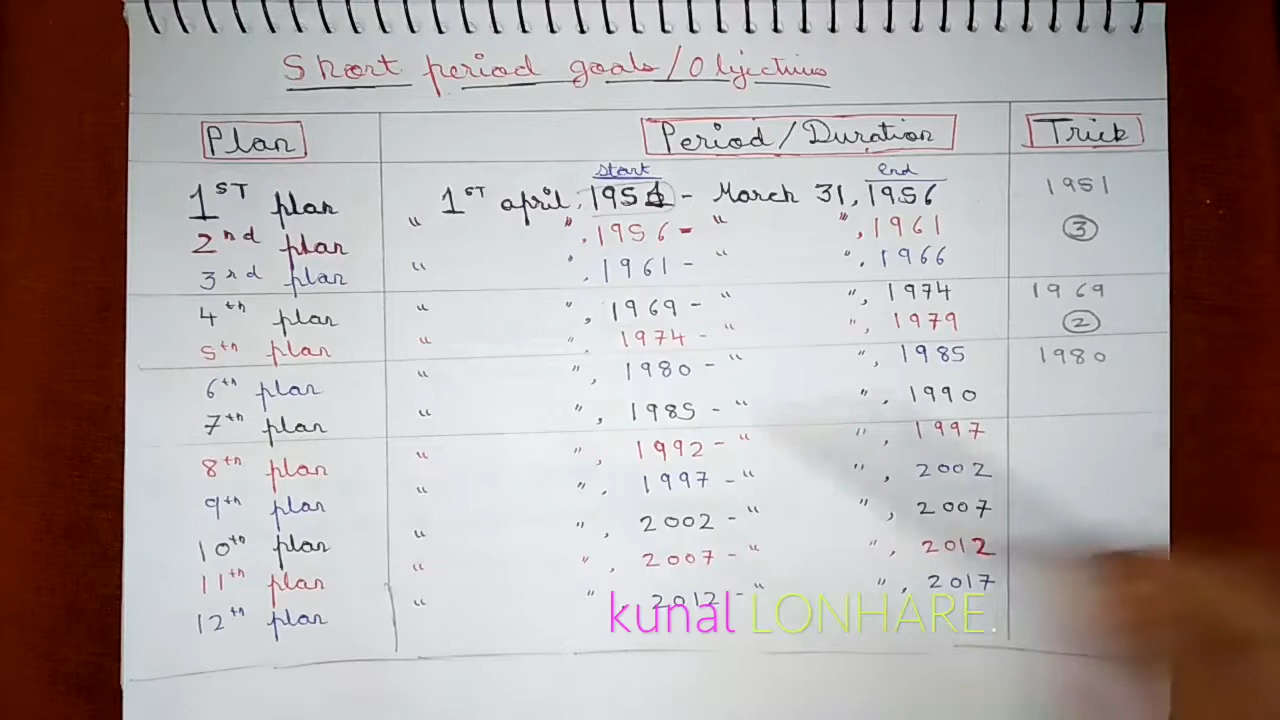 Short period goals/Objectives
Plan Period/Duration Trick
start end
1ST plan 1ST april, 1951 - March 31, 1956 1951
2nd plan " ", 1956 - " ", 1961 3
3rd plan " ", 1961 - " ", 1966
4th plan " ", 1969 - " ", 1974 1969
5th plan " ", 1974 - " ", 1979 2
6th plan " ", 1980 - " ", 1985 1980
7th plan " ", 1985 - " ", 1990
8th plan " ", 1992 - " ", 1997
9th plan " ", 1997 - " ", 2002
10th plan " ", 2002 - " ", 2007
11th plan " ", 2007 - " ", 2012
12th plan " ", 2012 - " ", 2017
kunal LONHARE.